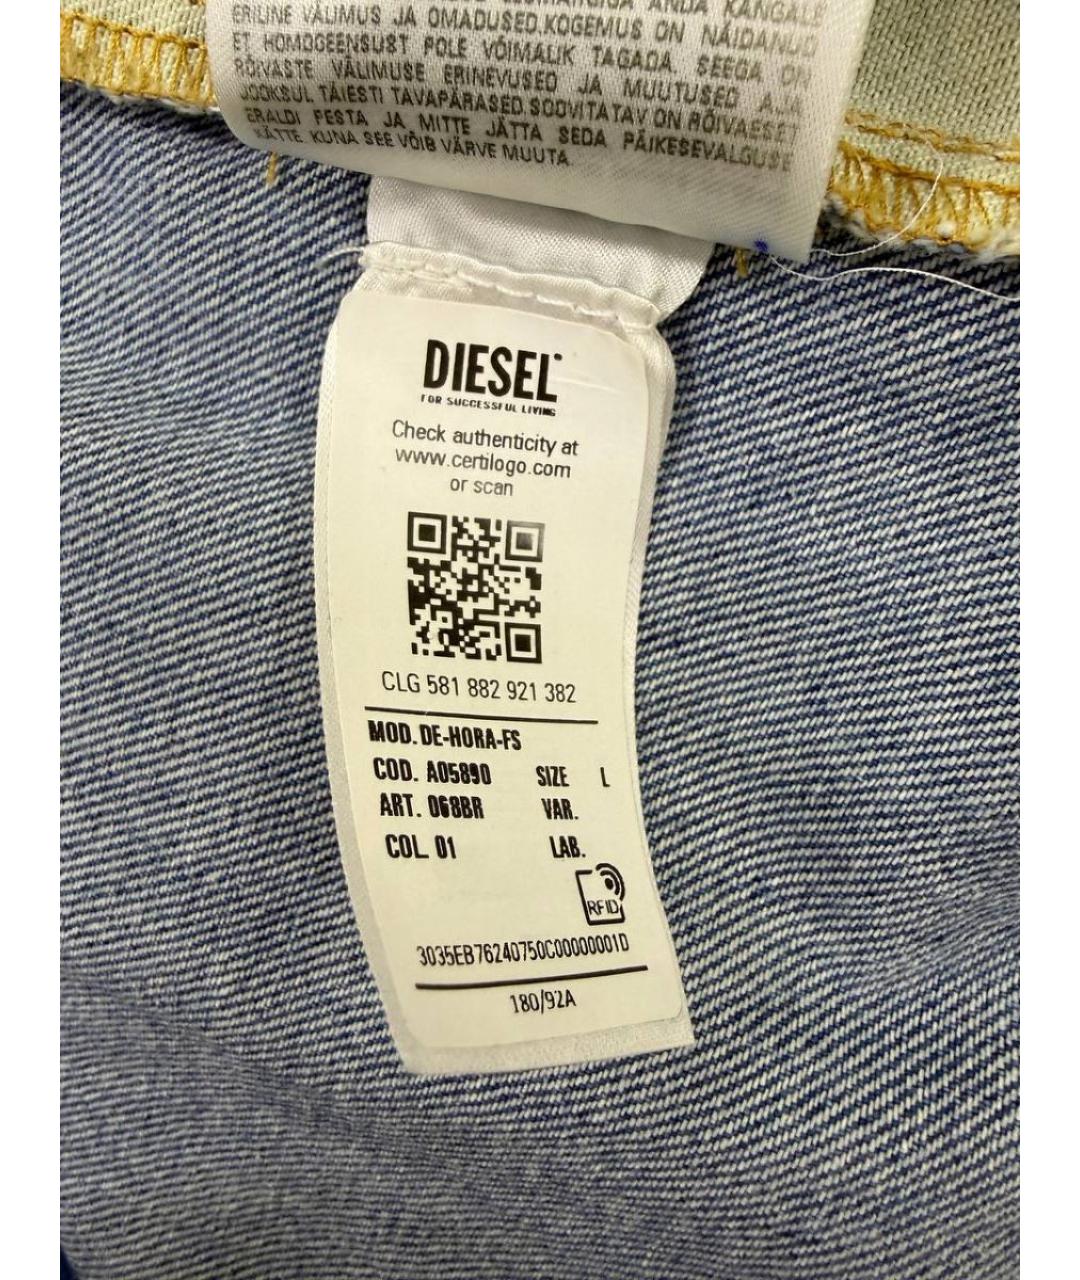 ANDA KANGALE
ERILINE VÄLIMUS JA OMADUSED.KOGEMUS ON NÄIDANUD
ET HOMOGEENSUST POLE VÕIMALIK TAGADA, SEEGA ON
RÕIVASTE VÄLIMUSE ERINEVUSED JA MUUTUSED AJA
JOOKSUL TÄIESTI TAVAPÄRASED.SOOVITATAV ON RÕIVAESET
ERALDI PESTA JA MITTE JÄTTA SEDA PÄIKESEVALGUSE
KÄTTE, KUNA SEE VÕIB VÄRVE MUUTA.
DIESEL
FOR SUCCESSFUL LIVING
Check authenticity at
www.certilogo.com
or scan
CLG 581 882 921 382
MOD. DE-HORA-FS
COD. A05890 SIZE L
ART. 068BR VAR.
COL 01 LAB.
RFID
3035EB76240750C00000001D
180/92A